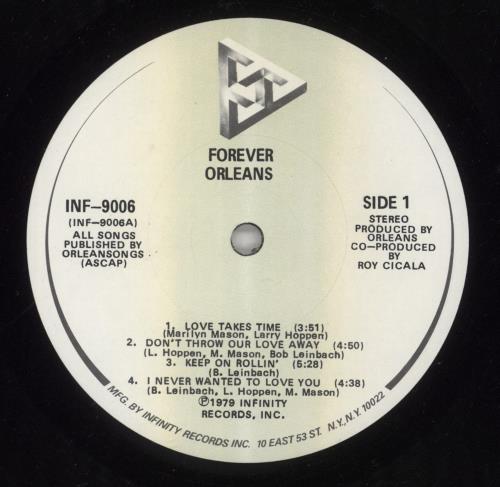 FOREVER
ORLEANS
INF–9006
(INF–9006A)
ALL SONGS
PUBLISHED BY
ORLEANSONGS
(ASCAP)
SIDE 1
STEREO
PRODUCED BY
ORLEANS
CO–PRODUCED
BY
ROY CICALA
1. LOVE TAKES TIME (3:51)
(Marilyn Mason, Larry Hoppen)
2. DON'T THROW OUR LOVE AWAY (4:50)
(L. Hoppen, M. Mason, Bob Leinbach)
3. KEEP ON ROLLIN' (5:28)
(B. Leinbach)
4. I NEVER WANTED TO LOVE YOU (4:38)
(B. Leinbach, L. Hoppen, M. Mason)
℗1979 INFINITY
RECORDS, INC.
MFG. BY INFINITY RECORDS INC. 10 EAST 53 ST. N.Y., N.Y. 10022